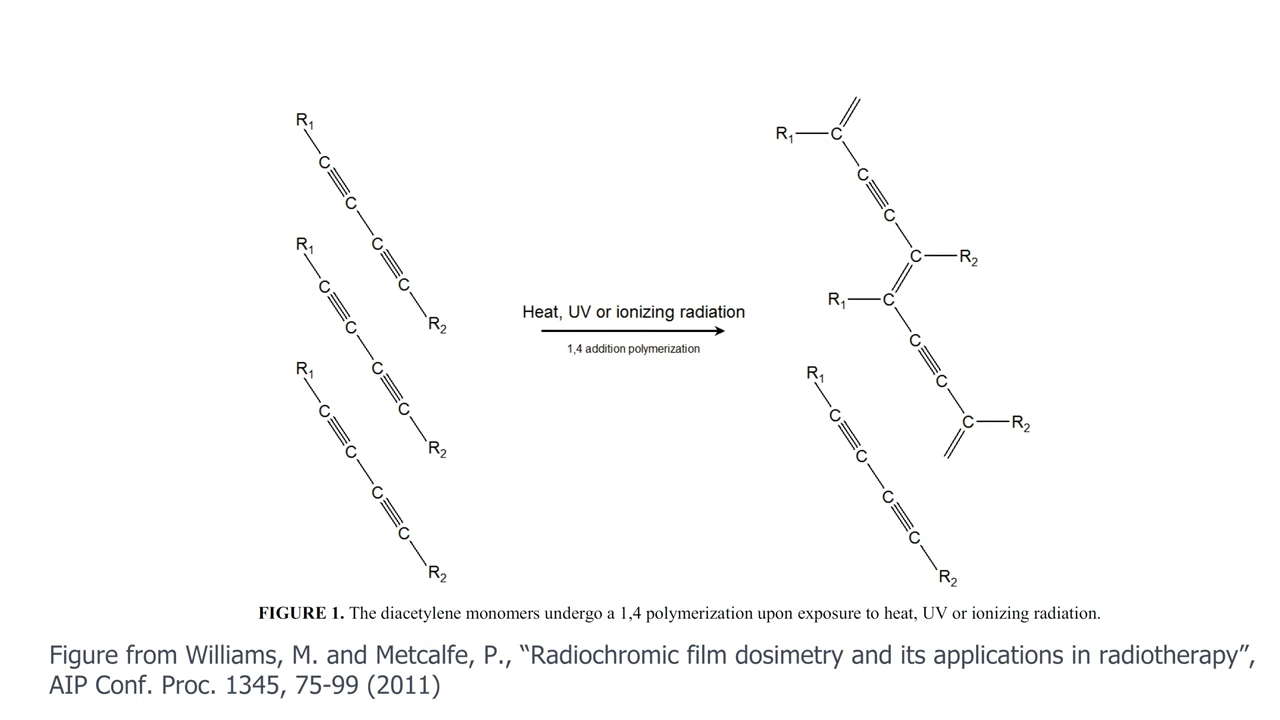 R1
C
C
R1
C
C
C
R1
C
C
C
R2
C
C
C
R2
C
C
R2
Heat, UV or ionizing radiation
1,4 addition polymerization
R1—C
C
C
C—R2
R1—C
C
C
C—R2
R1
C
C
C
C
R2
FIGURE 1. The diacetylene monomers undergo a 1,4 polymerization upon exposure to heat, UV or ionizing radiation.
Figure from Williams, M. and Metcalfe, P., “Radiochromic film dosimetry and its applications in radiotherapy”,
AIP Conf. Proc. 1345, 75-99 (2011)